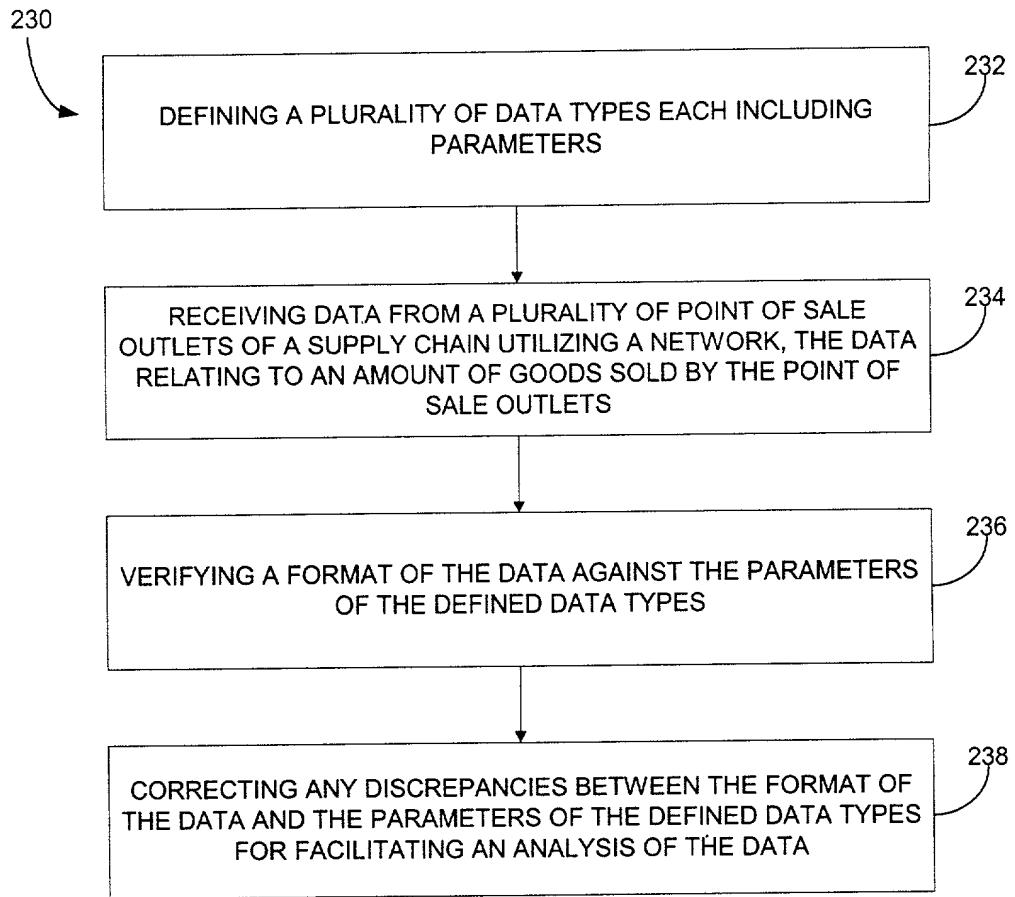 230
232
DEFINING A PLURALITY OF DATA TYPES EACH INCLUDING
PARAMETERS
234
RECEIVING DATA FROM A PLURALITY OF POINT OF SALE
OUTLETS OF A SUPPLY CHAIN UTILIZING A NETWORK, THE DATA
RELATING TO AN AMOUNT OF GOODS SOLD BY THE POINT OF
SALE OUTLETS
236
VERIFYING A FORMAT OF THE DATA AGAINST THE PARAMETERS
OF THE DEFINED DATA TYPES
238
CORRECTING ANY DISCREPANCIES BETWEEN THE FORMAT OF
THE DATA AND THE PARAMETERS OF THE DEFINED DATA TYPES
FOR FACILITATING AN ANALYSIS OF THE DATA